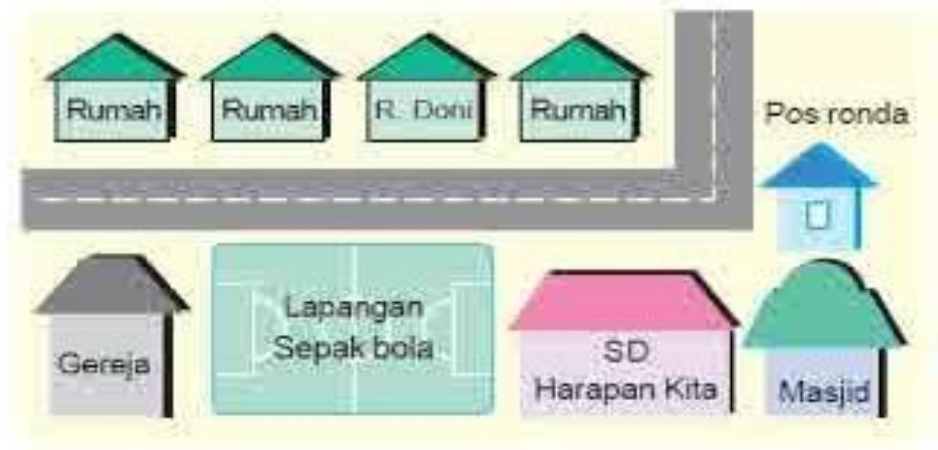 Rumah
Rumah
R. Doni
Rumah
Pos ronda
Gereja
Lapangan
Sepak bola
SD
Harapan Kita
Masjid